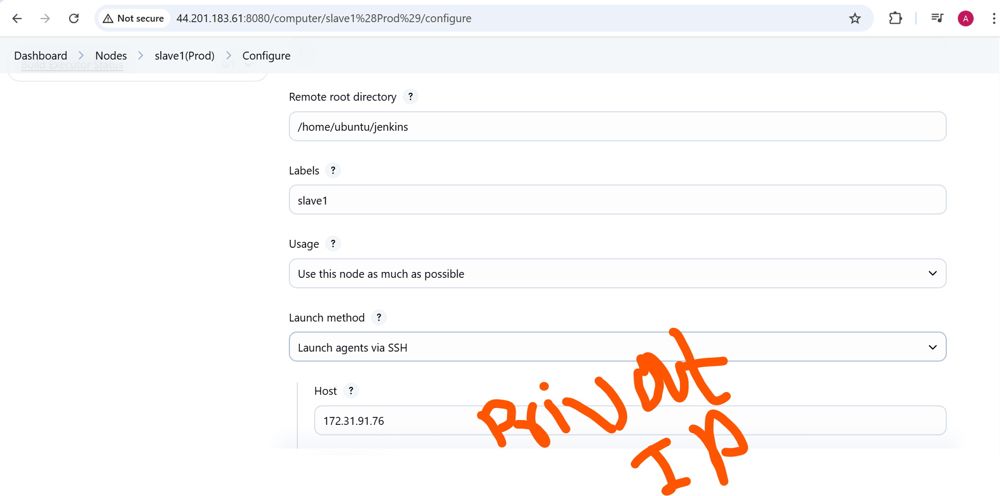 Not secure 44.201.183.61:8080/computer/slave1%28Prod%29/configure A
Dashboard Nodes slave1(Prod) Configure 1
Build Executor Status 0/1
Remote root directory ?
/home/ubuntu/jenkins
Labels ?
slave1
Usage ?
Use this node as much as possible
Launch method ?
Launch agents via SSH
Host ?
172.31.91.76
Privat
Ip